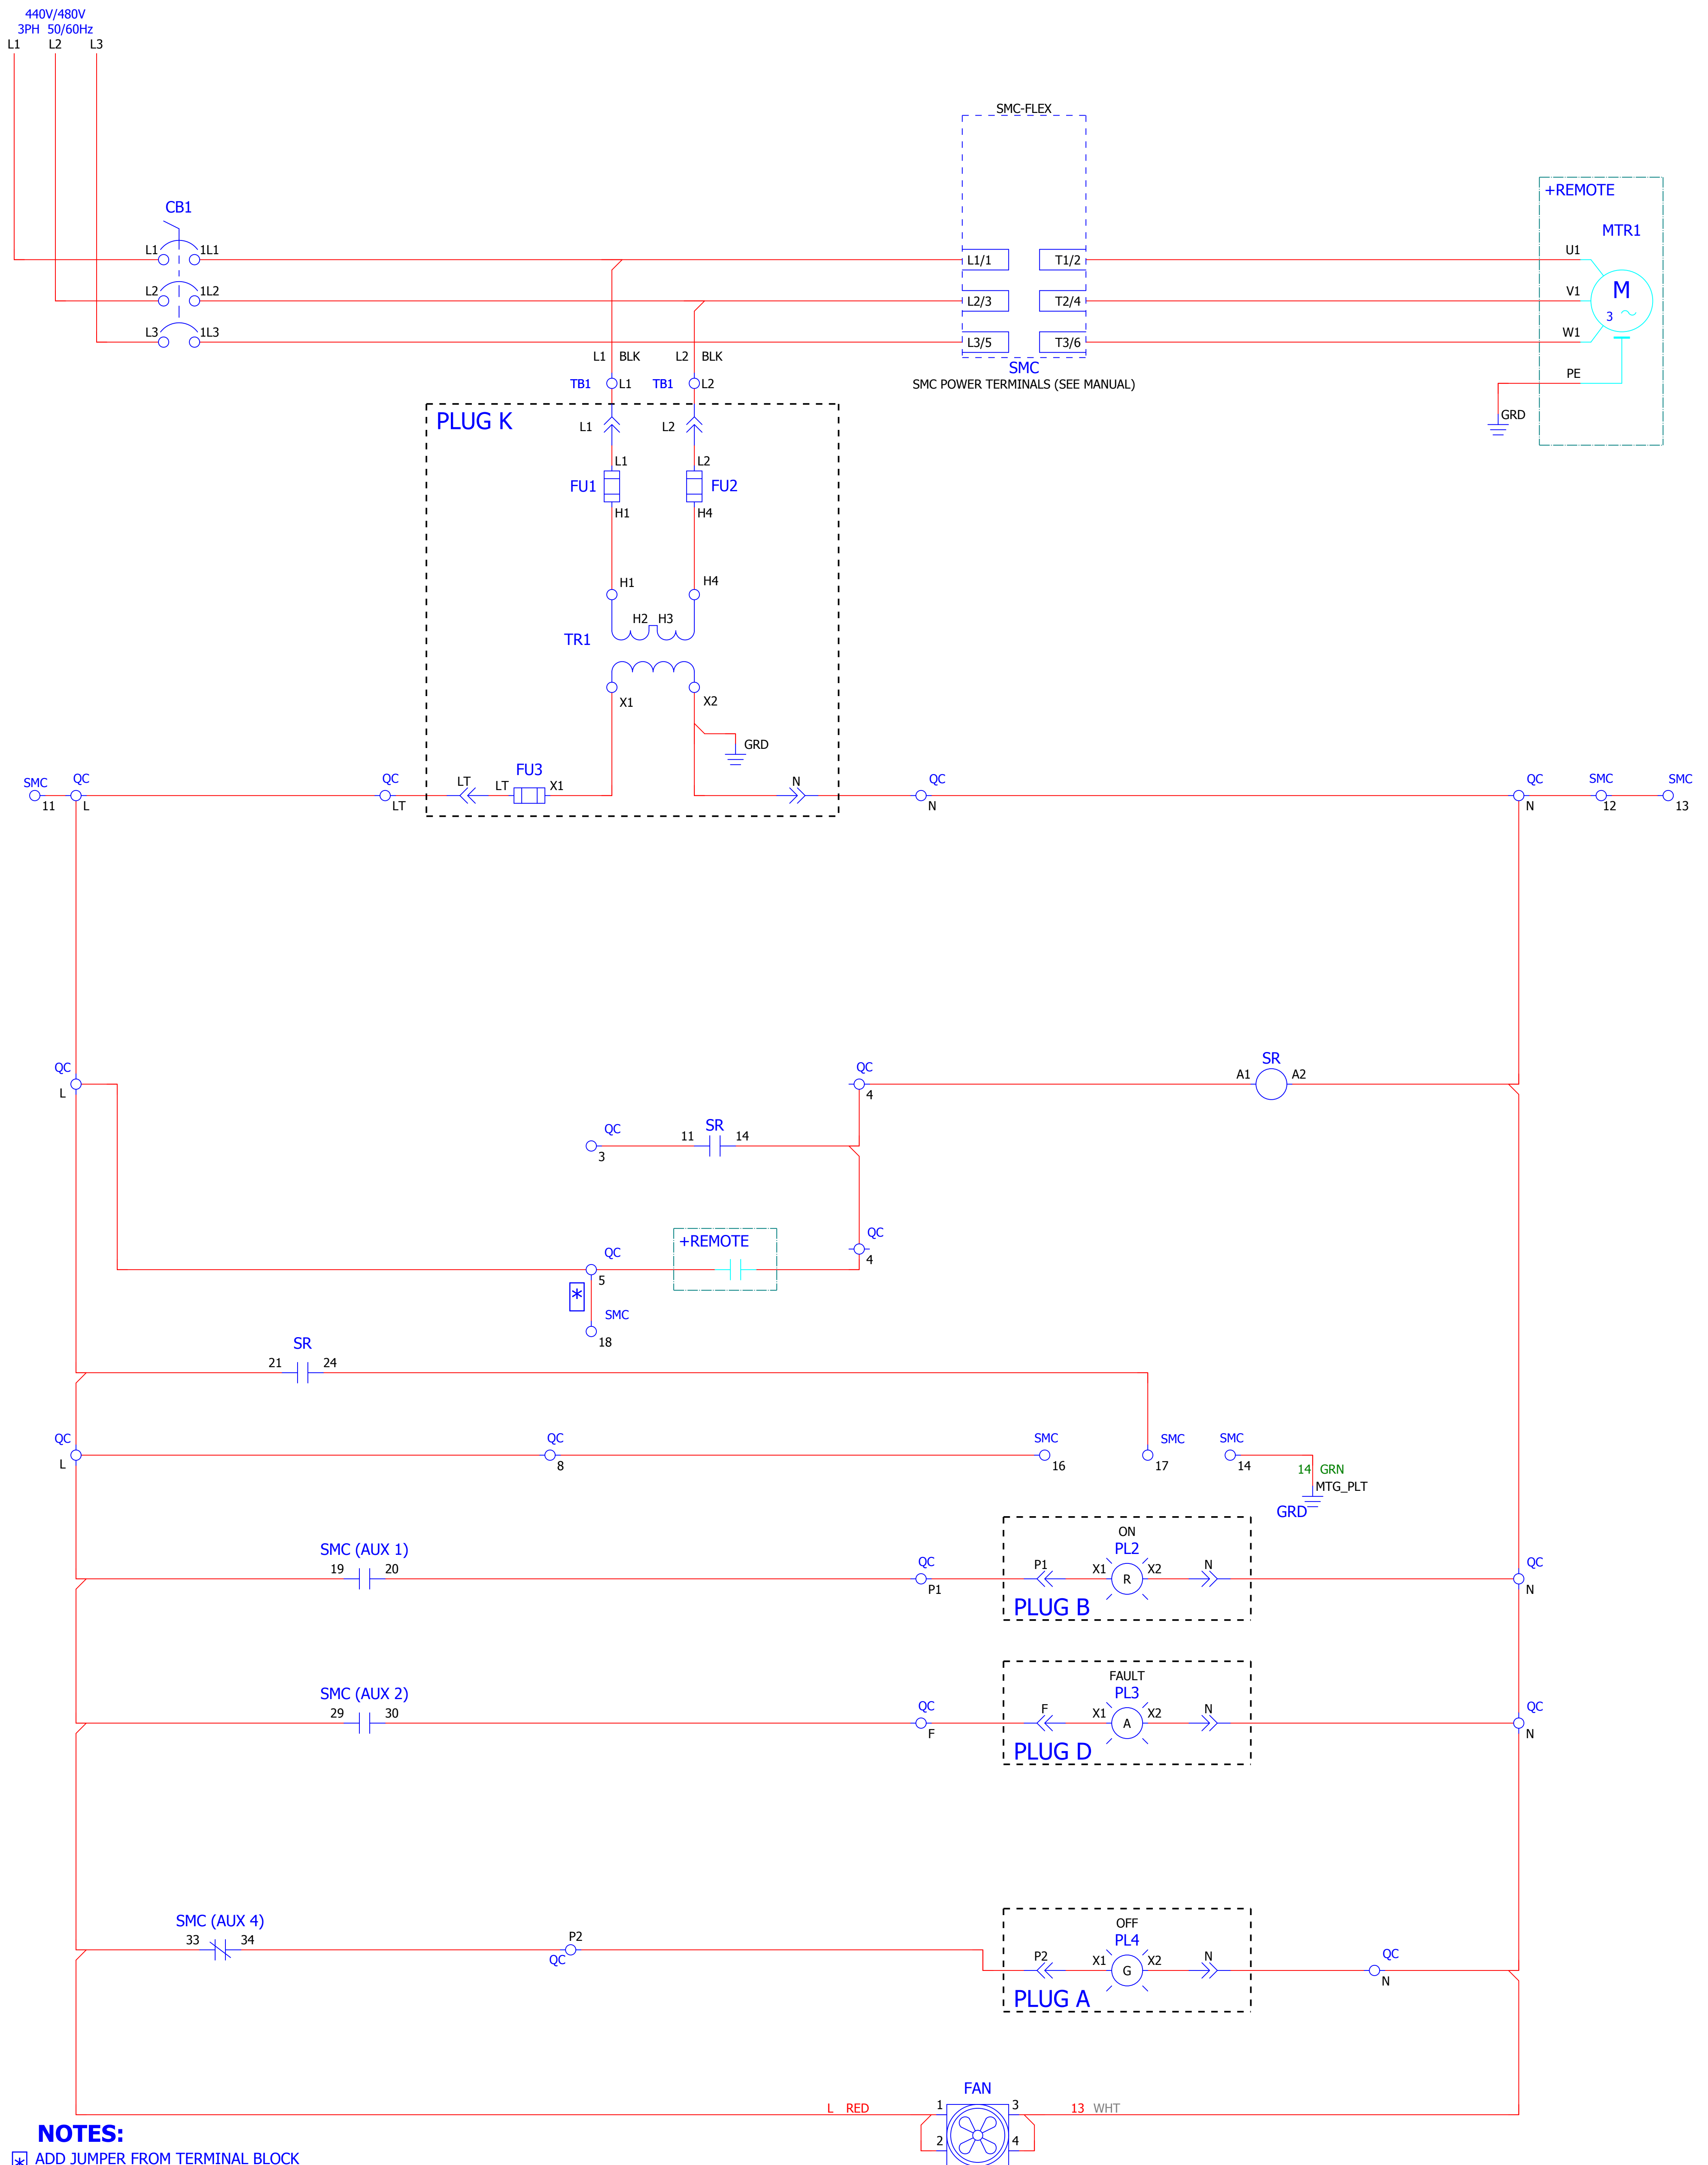 440V/480V
3PH 50/60Hz
L1 L2 L3
SMC-FLEX
+REMOTE
CB1
MTR1
L1 1L1
L1/1 T1/2
U1
L2 1L2
L2/3 T2/4
V1
M
3
L3 1L3
L3/5 T3/6
W1
L1 BLK L2 BLK
SMC
SMC POWER TERMINALS (SEE MANUAL)
PE
TB1 L1 TB1 L2
GRD
PLUG K
L1 L2
L1 L2
FU1 FU2
H1 H4
H1 H4
H2 H3
TR1
X1 X2
GRD
FU3
SMC QC QC LT LT X1 N QC QC SMC SMC
11 L LT N N 12 13
QC QC SR
L 4 A1 A2
QC 11 SR 14
3
+REMOTE
QC QC
5 4
* SMC
18
SR
21 24
QC QC SMC SMC SMC
L 8 16 17 14
14 GRN
MTG_PLT
GRD
ON
SMC (AUX 1) PL2
19 20 QC P1 X1 R X2 N QC
P1 N
PLUG B
FAULT
SMC (AUX 2) PL3
29 30 QC F X1 A X2 N QC
F N
PLUG D
OFF
SMC (AUX 4) PL4
33 34 P2 P2 X1 G X2 N QC
QC N
PLUG A
FAN
L RED 1 3 13 WHT
2 4
NOTES:
* ADD JUMPER FROM TERMINAL BLOCK